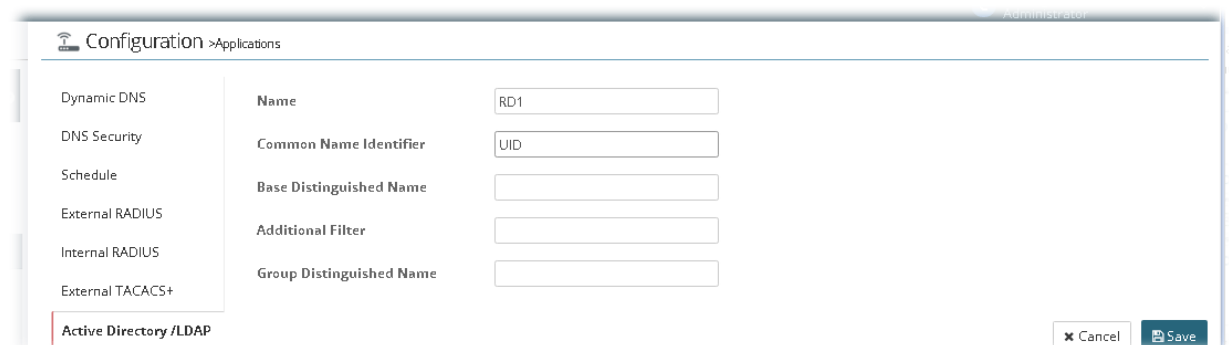 Administrator
Configuration >Applications
Dynamic DNS
DNS Security
Schedule
External RADIUS
Internal RADIUS
External TACACS+
Active Directory /LDAP
Name RD1
Common Name Identifier UID
Base Distinguished Name
Additional Filter
Group Distinguished Name
Cancel Save